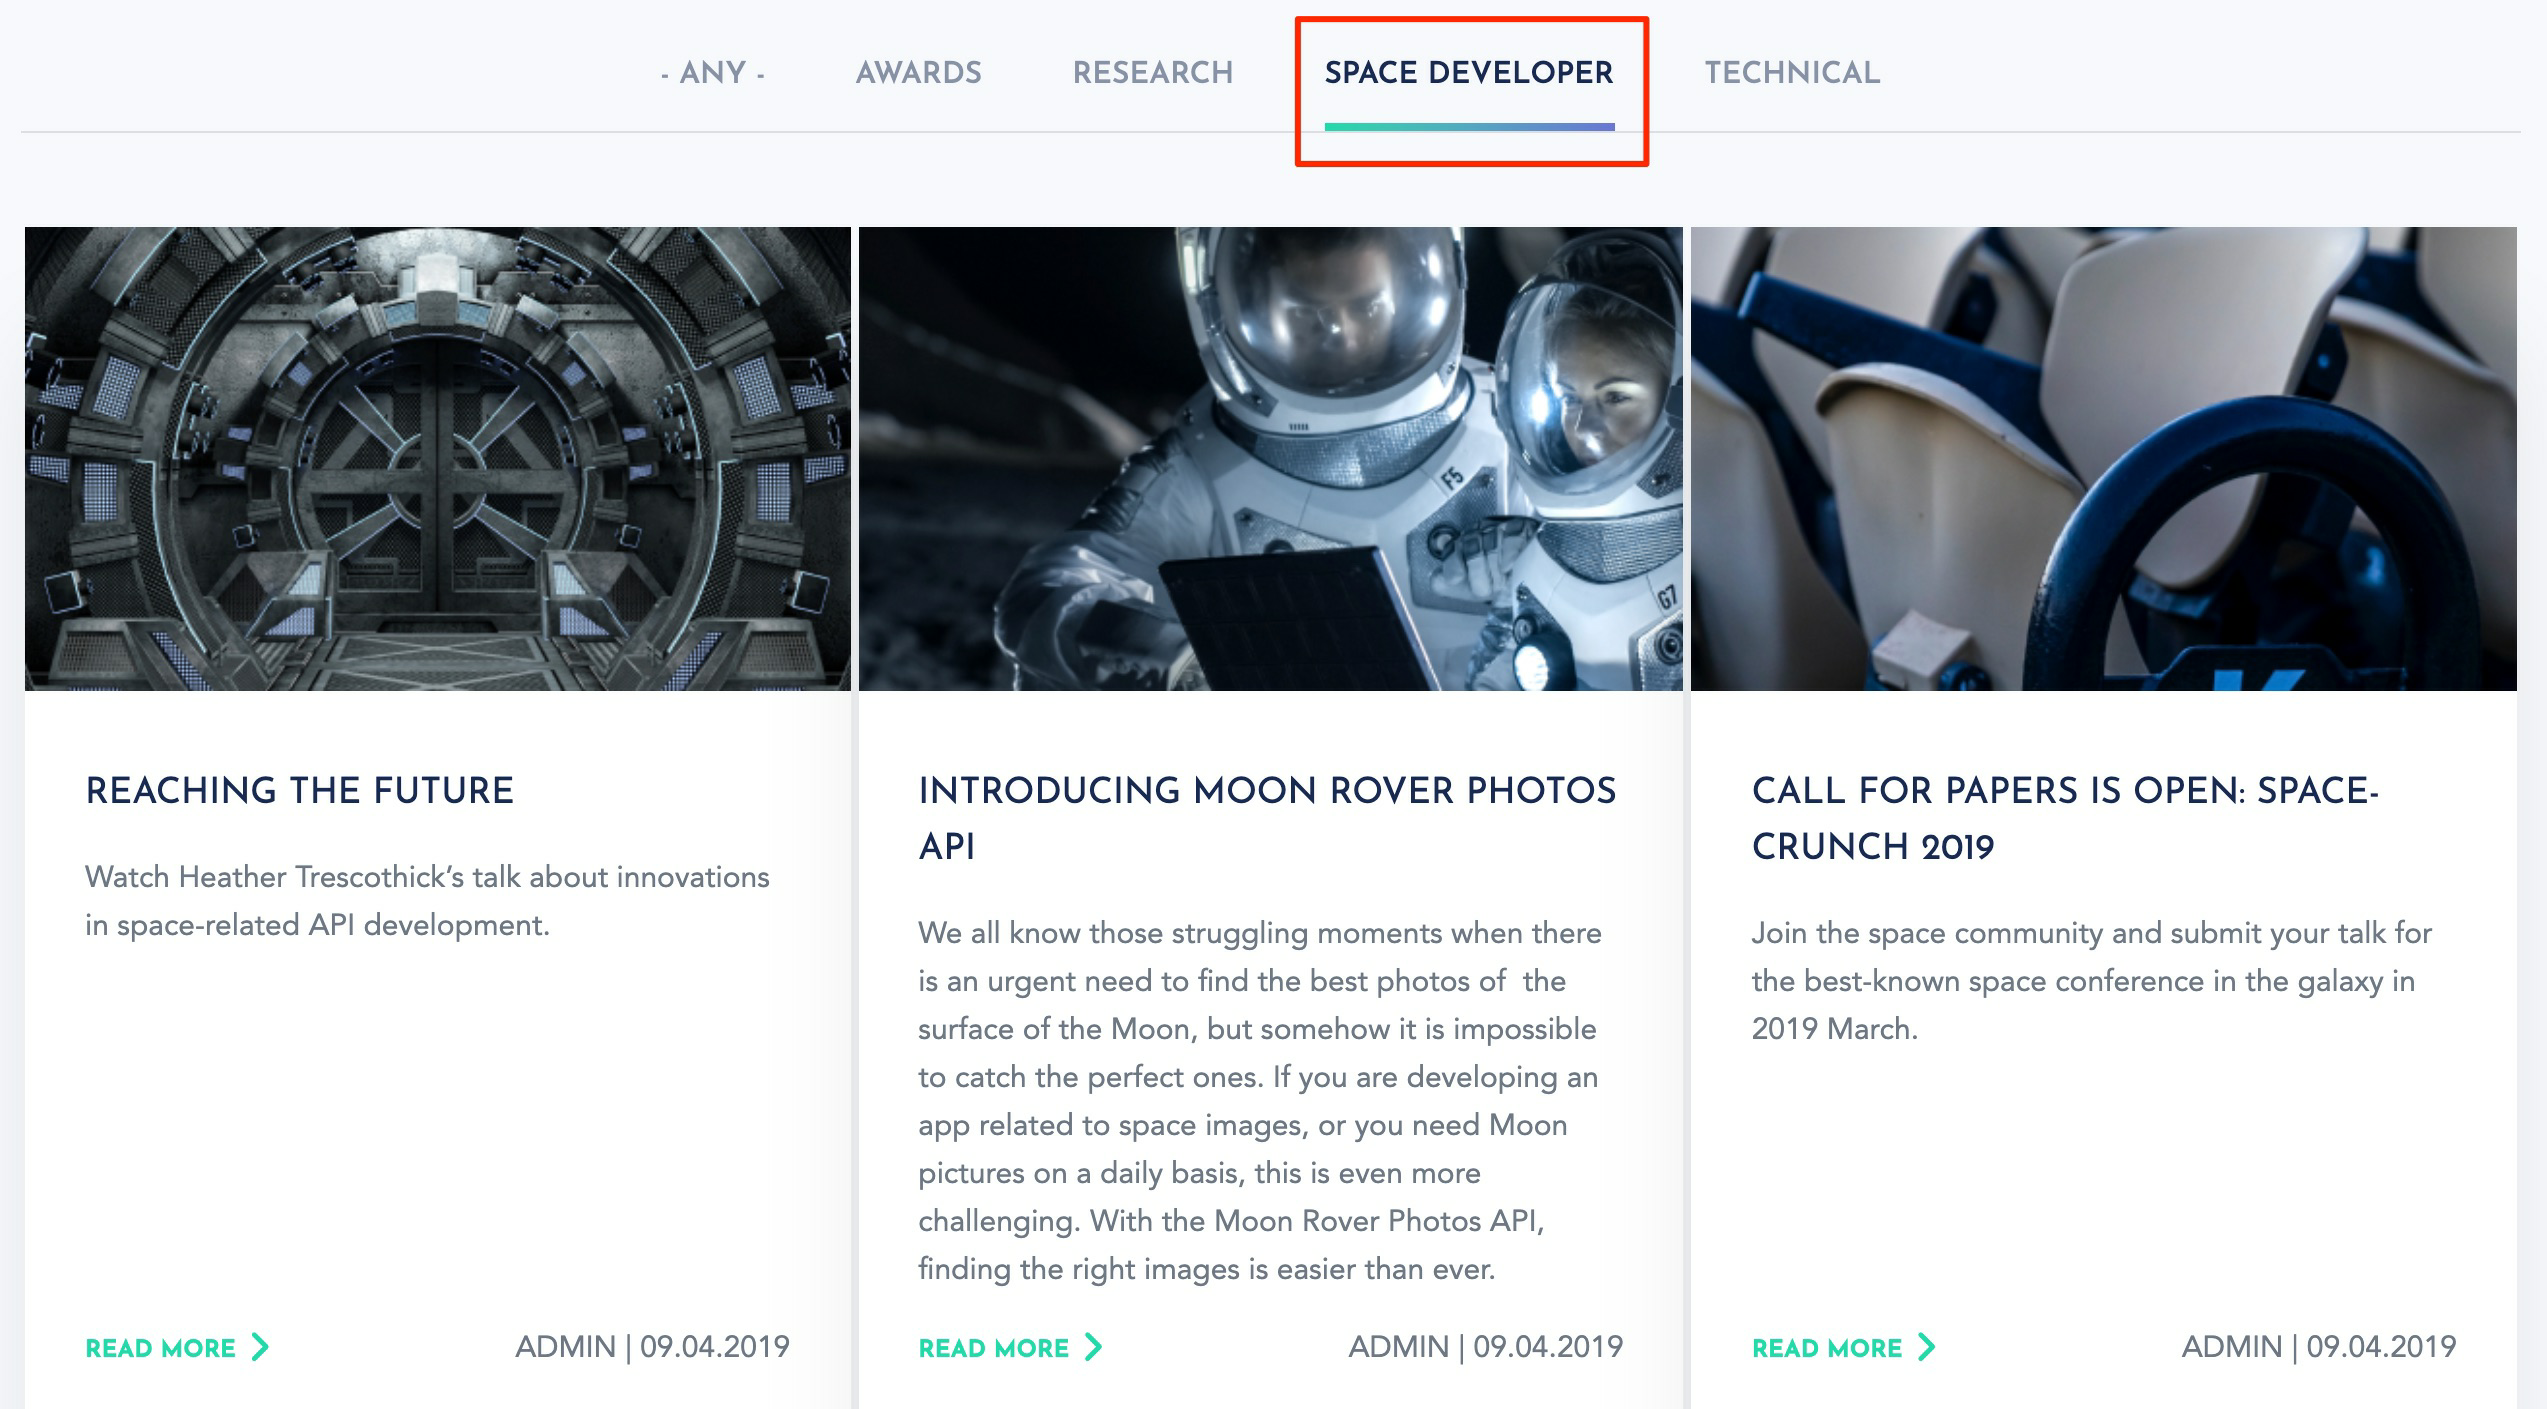 - ANY -
AWARDS
RESEARCH
SPACE DEVELOPER
TECHNICAL
F5
G7
REACHING THE FUTURE
Watch Heather Trescothick’s talk about innovations
in space-related API development.
READ MORE
ADMIN | 09.04.2019
INTRODUCING MOON ROVER PHOTOS
API
We all know those struggling moments when there
is an urgent need to find the best photos of  the
surface of the Moon, but somehow it is impossible
to catch the perfect ones. If you are developing an
app related to space images, or you need Moon
pictures on a daily basis, this is even more
challenging. With the Moon Rover Photos API,
finding the right images is easier than ever.
READ MORE
ADMIN | 09.04.2019
CALL FOR PAPERS IS OPEN: SPACE-
CRUNCH 2019
Join the space community and submit your talk for
the best-known space conference in the galaxy in
2019 March.
READ MORE
ADMIN | 09.04.2019